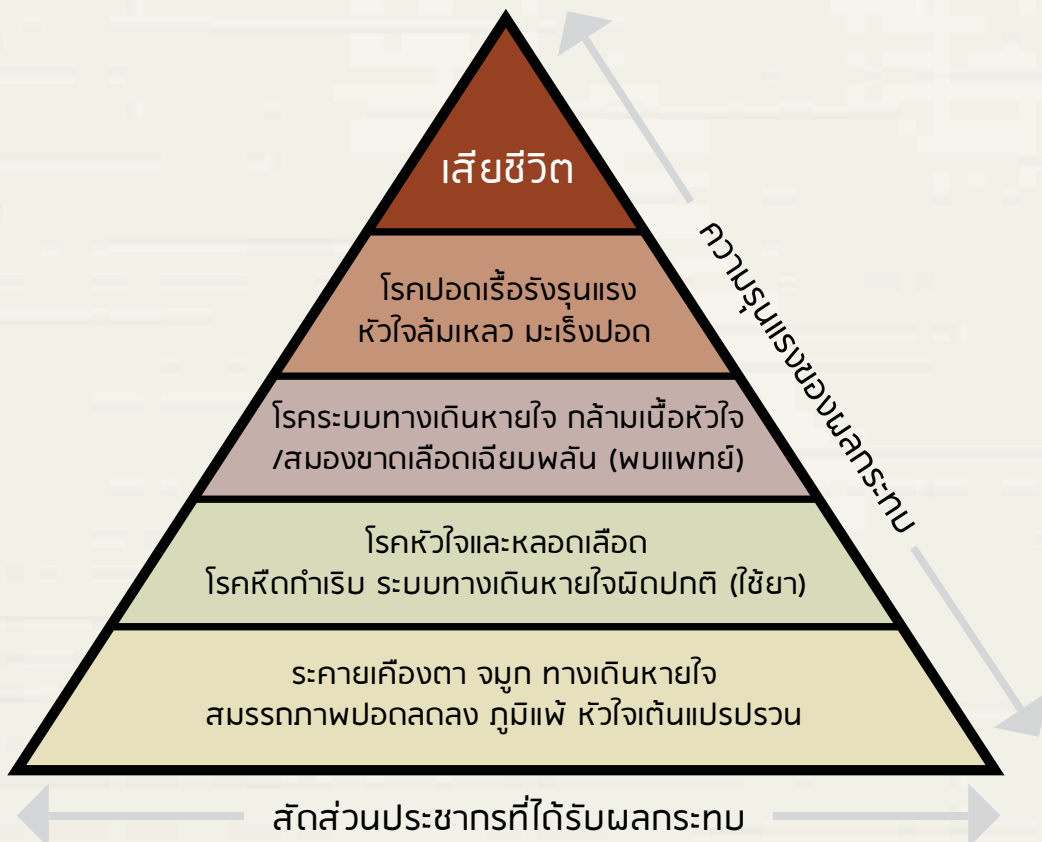 เสียชีวิต
โรคปอดเรื้อรังรุนแรง
หัวใจล้มเหลว มะเร็งปอด
ความรุนแรงของผลกระทบ
โรคระบบทางเดินหายใจ กล้ามเนื้อหัวใจ
/สมองขาดเลือดเฉียบพลัน (พบแพทย์)
โรคหัวใจและหลอดเลือด
โรคหืดกำเริบ ระบบทางเดินหายใจผิดปกติ (ใช้ยา)
ระคายเคืองตา จมูก ทางเดินหายใจ
สมรรถภาพปอดลดลง ภูมิแพ้ หัวใจเต้นแปรปรวน
สัดส่วนประชากรที่ได้รับผลกระทบ